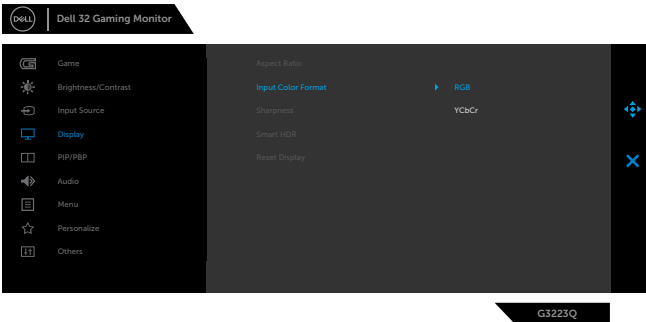 DELL
Dell 32 Gaming Monitor
Game
Aspect Ratio
Brightness/Contrast
Input Color Format
RGB
Input Source
Sharpness
YCbCr
Display
Smart HDR
PIP/PBP
Reset Display
Audio
Menu
Personalize
Others
G3223Q